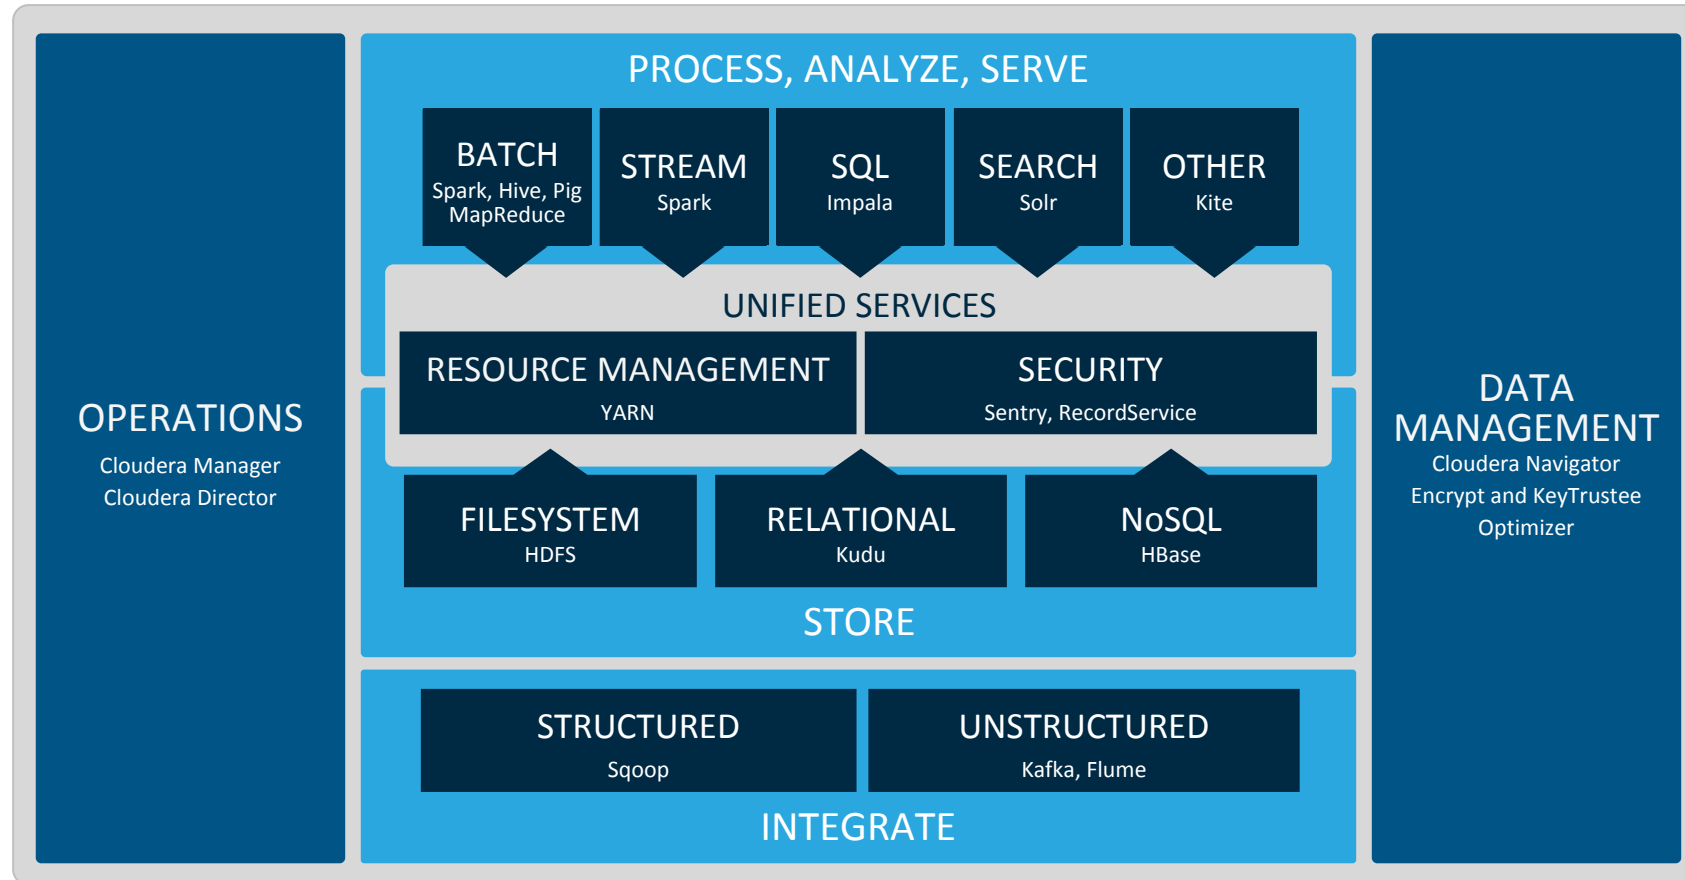 PROCESS, ANALYZE, SERVE
BATCH
Spark, Hive, Pig
MapReduce
STREAM
Spark
SQL
Impala
SEARCH
Solr
OTHER
Kite
UNIFIED SERVICES
RESOURCE MANAGEMENT
YARN
SECURITY
Sentry, RecordService
OPERATIONS
Cloudera Manager
Cloudera Director
DATA
MANAGEMENT
Cloudera Navigator
Encrypt and KeyTrustee
Optimizer
FILESYSTEM
HDFS
RELATIONAL
Kudu
NoSQL
HBase
STORE
STRUCTURED
Sqoop
UNSTRUCTURED
Kafka, Flume
INTEGRATE